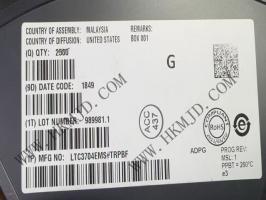 COUNTRY OF ASSEMBLY: MALAYSIA
COUNTRY OF DIFFUSION: UNITED STATES
REMARKS:
BOX 001
(Q) QTY: 2500
G
(9D) DATE CODE: 1849
(1T) LOT NUMBER: 989981.1
MFG NO: LTC3704EMS#TRPBF
ACC
437
RoHS
ADPG
PROG REV:
MSL: 1
PPBT = 260°C
e3
WWW.HKMJD.COM